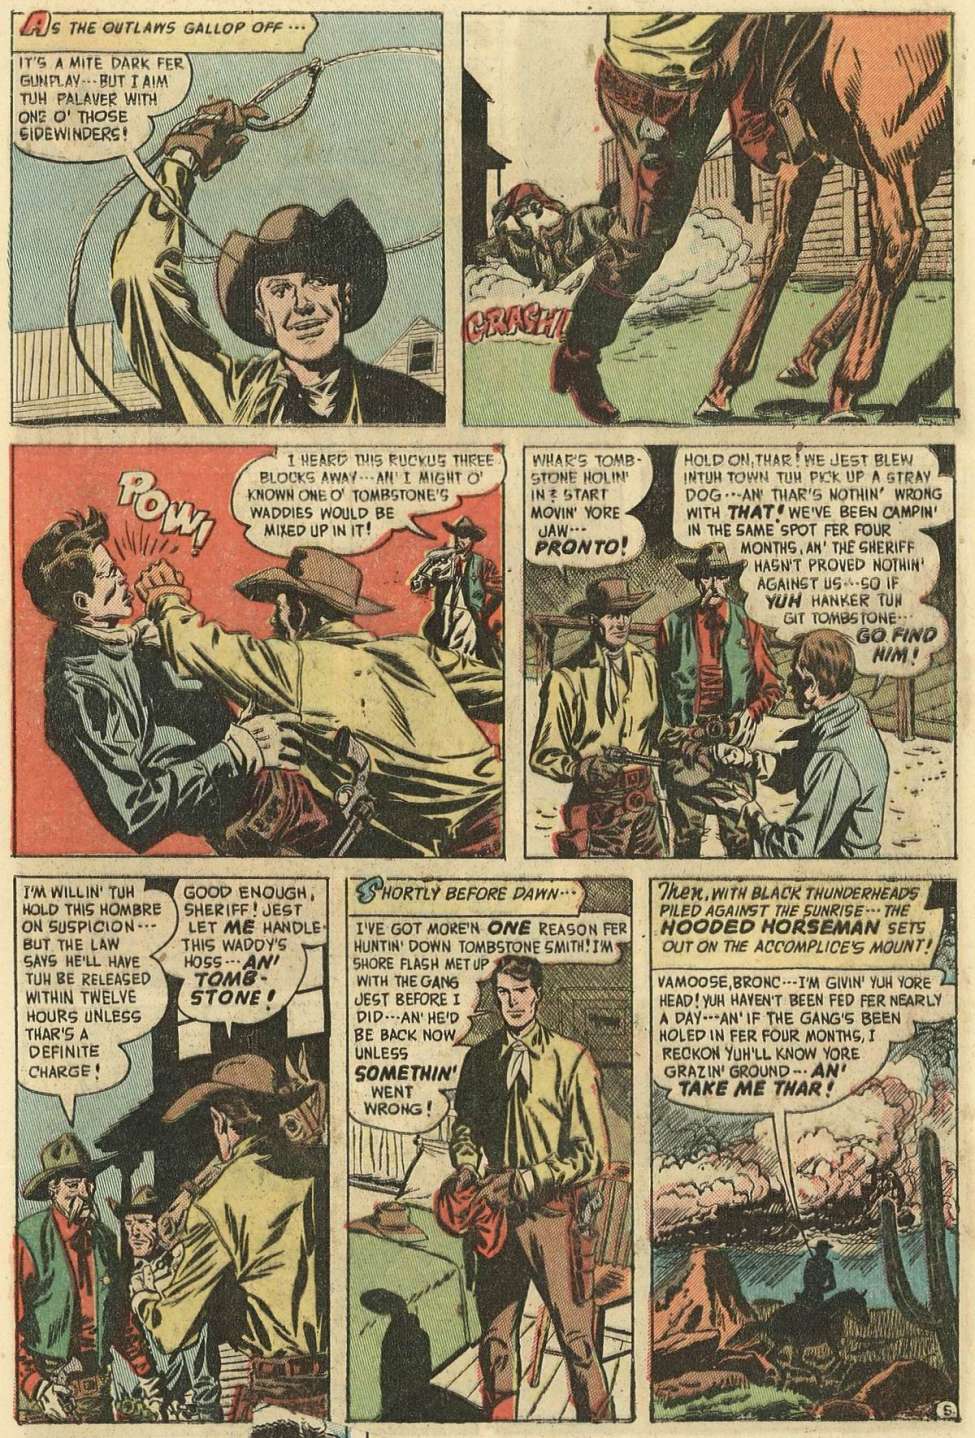 AS THE OUTLAWS GALLOP OFF...
IT'S A MITE DARK FER
GUNPLAY---BUT I AIM
TUH PALAVER WITH
ONE O' THOSE
SIDEWINDERS!
CRASH!
POW!
I HEARD THIS RUCKUS THREE
BLOCKS AWAY---AN' I MIGHT O'
KNOWN ONE O' TOMBSTONE'S
WADDIES WOULD BE
MIXED UP IN IT!
WHAR'S TOMB-
STONE HOLIN'
IN? START
MOVIN' YORE
JAW---
PRONTO!
HOLD ON, THAR! WE JEST BLEW
INTUH TOWN TUH PICK UP A STRAY
DOG---AN' THAR'S NOTHIN' WRONG
WITH THAT! WE'VE BEEN CAMPIN'
IN THE SAME SPOT FER FOUR
MONTHS, AN' THE SHERIFF
HASN'T PROVED NOTHIN'
AGAINST US---SO IF
YUH HANKER TUH
GIT TOMBSTONE---
GO FIND
HIM!
I'M WILLIN' TUH
HOLD THIS HOMBRE
ON SUSPICION---
BUT THE LAW
SAYS HE'LL HAVE
TUH BE RELEASED
WITHIN TWELVE
HOURS UNLESS
THAR'S A
DEFINITE
CHARGE!
GOOD ENOUGH,
SHERIFF! JEST
LET ME HANDLE
THIS WADDY'S
HOSS---AN'
TOMB-
STONE!
SHORTLY BEFORE DAWN---
I'VE GOT MORE'N ONE REASON FER
HUNTIN' DOWN TOMBSTONE SMITH! I'M
SHORE FLASH MET UP
WITH THE GANG
JEST BEFORE I
DID---AN' HE'D
BE BACK NOW
UNLESS
SOMETHIN'
WENT
WRONG!
THEN, WITH BLACK THUNDERHEADS
PILED AGAINST THE SUNRISE---THE
HOODED HORSEMAN SETS
OUT ON THE ACCOMPLICE'S MOUNT!
VAMOOSE, BRONC---I'M GIVIN' YUH YORE
HEAD! YUH HAVEN'T BEEN FED FER NEARLY
A DAY---AN' IF THE GANG'S BEEN
HOLED IN FER FOUR MONTHS, I
RECKON YUH'LL KNOW YORE
GRAZIN' GROUND---AN'
TAKE ME THAR!
5